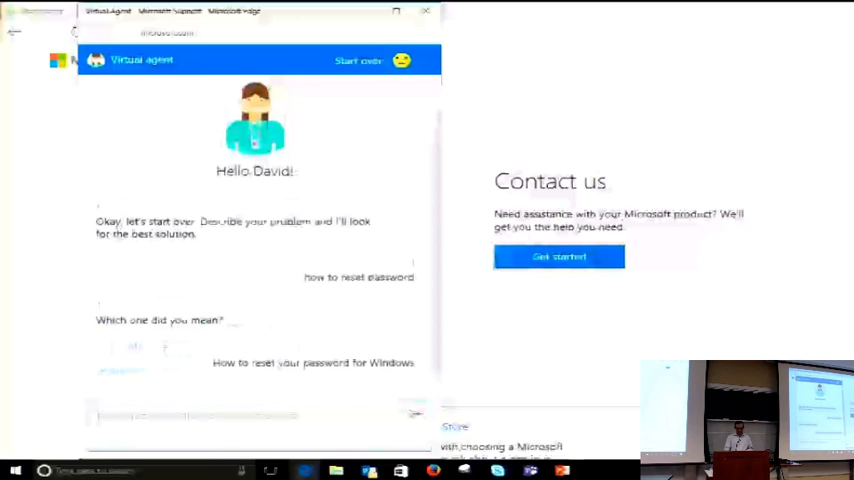 Virtual Agent - Microsoft Support - Microsoft Edge
Virtual agent
Start over
Hello David!
Okay, let's start over. Describe your problem and I'll look
for the best solution.
how to reset password
Which one did you mean?
How to reset your password for Windows
Contact us
Need assistance with your Microsoft product? We'll
get you the help you need.
Get started
Store
with choosing a Microsoft